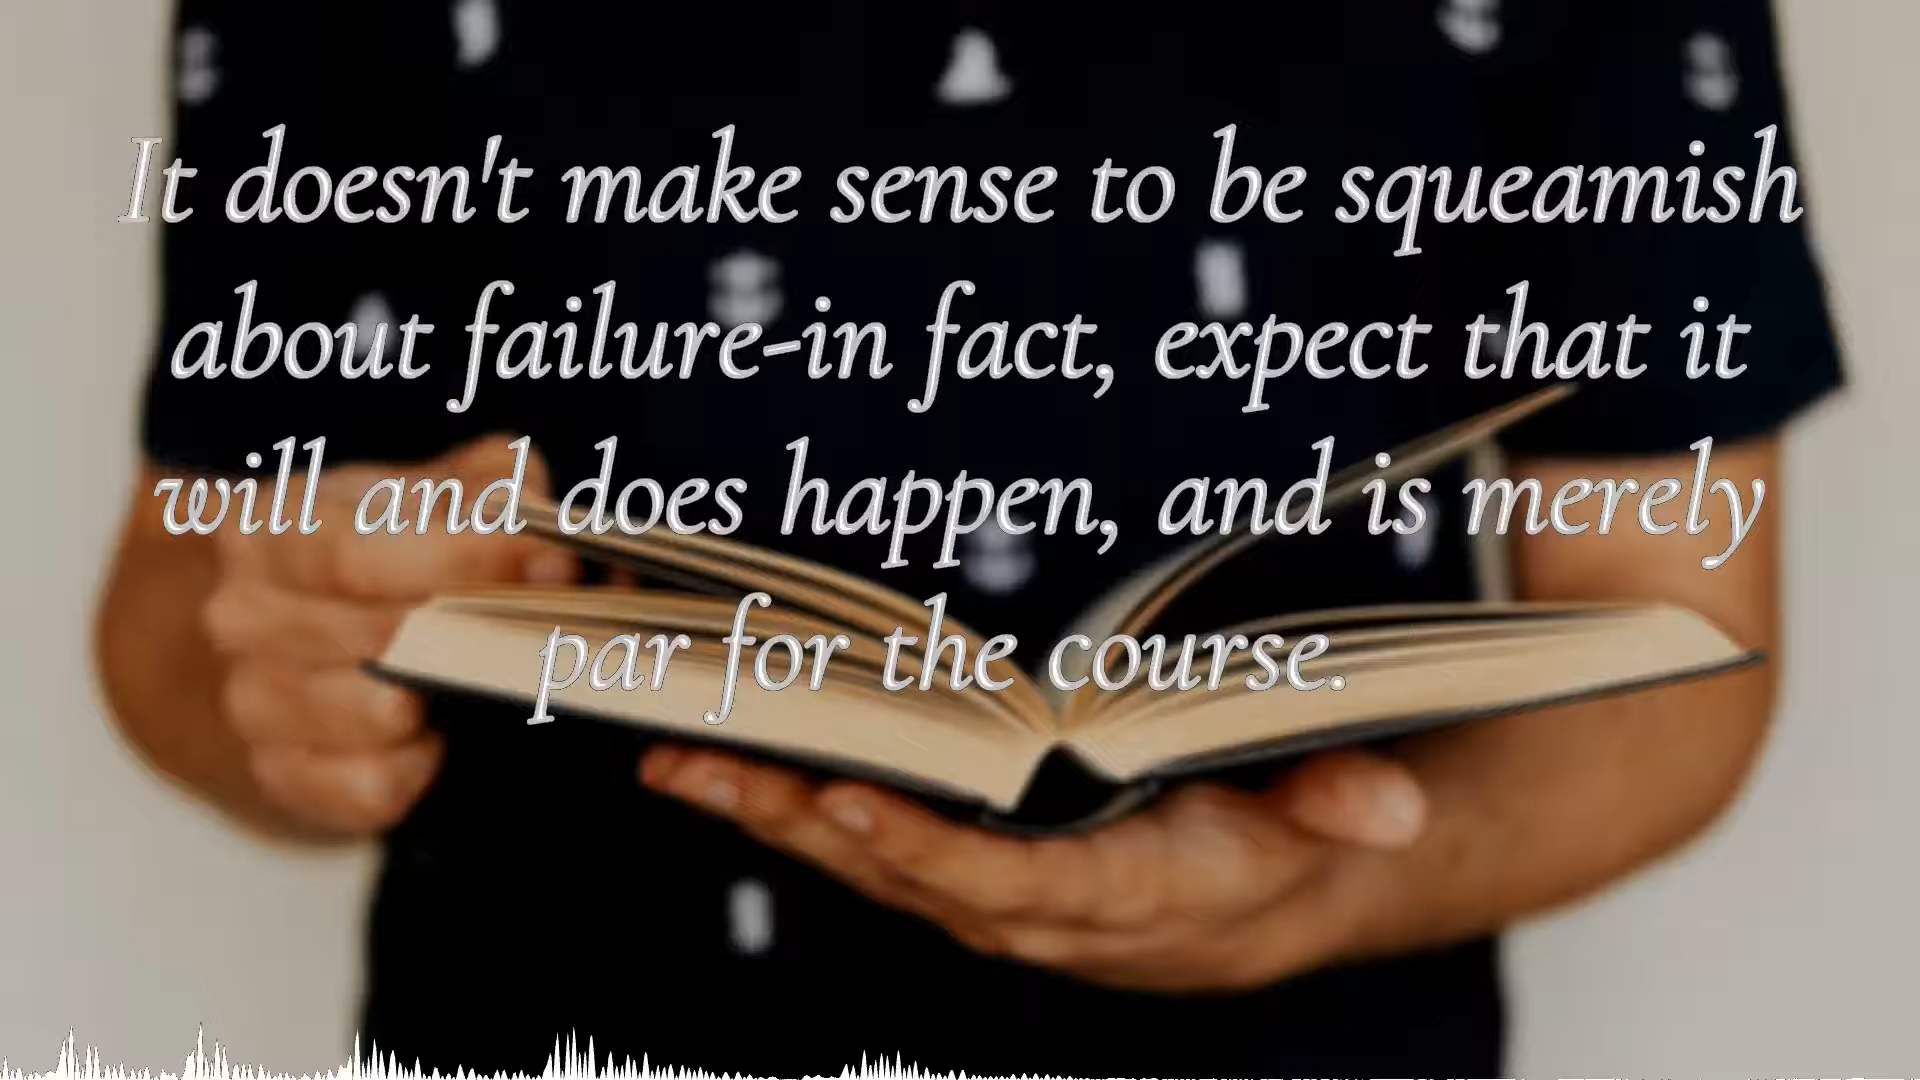 It doesn't make sense to be squeamish
about failure-in fact, expect that it
will and does happen, and is merely
par for the course.